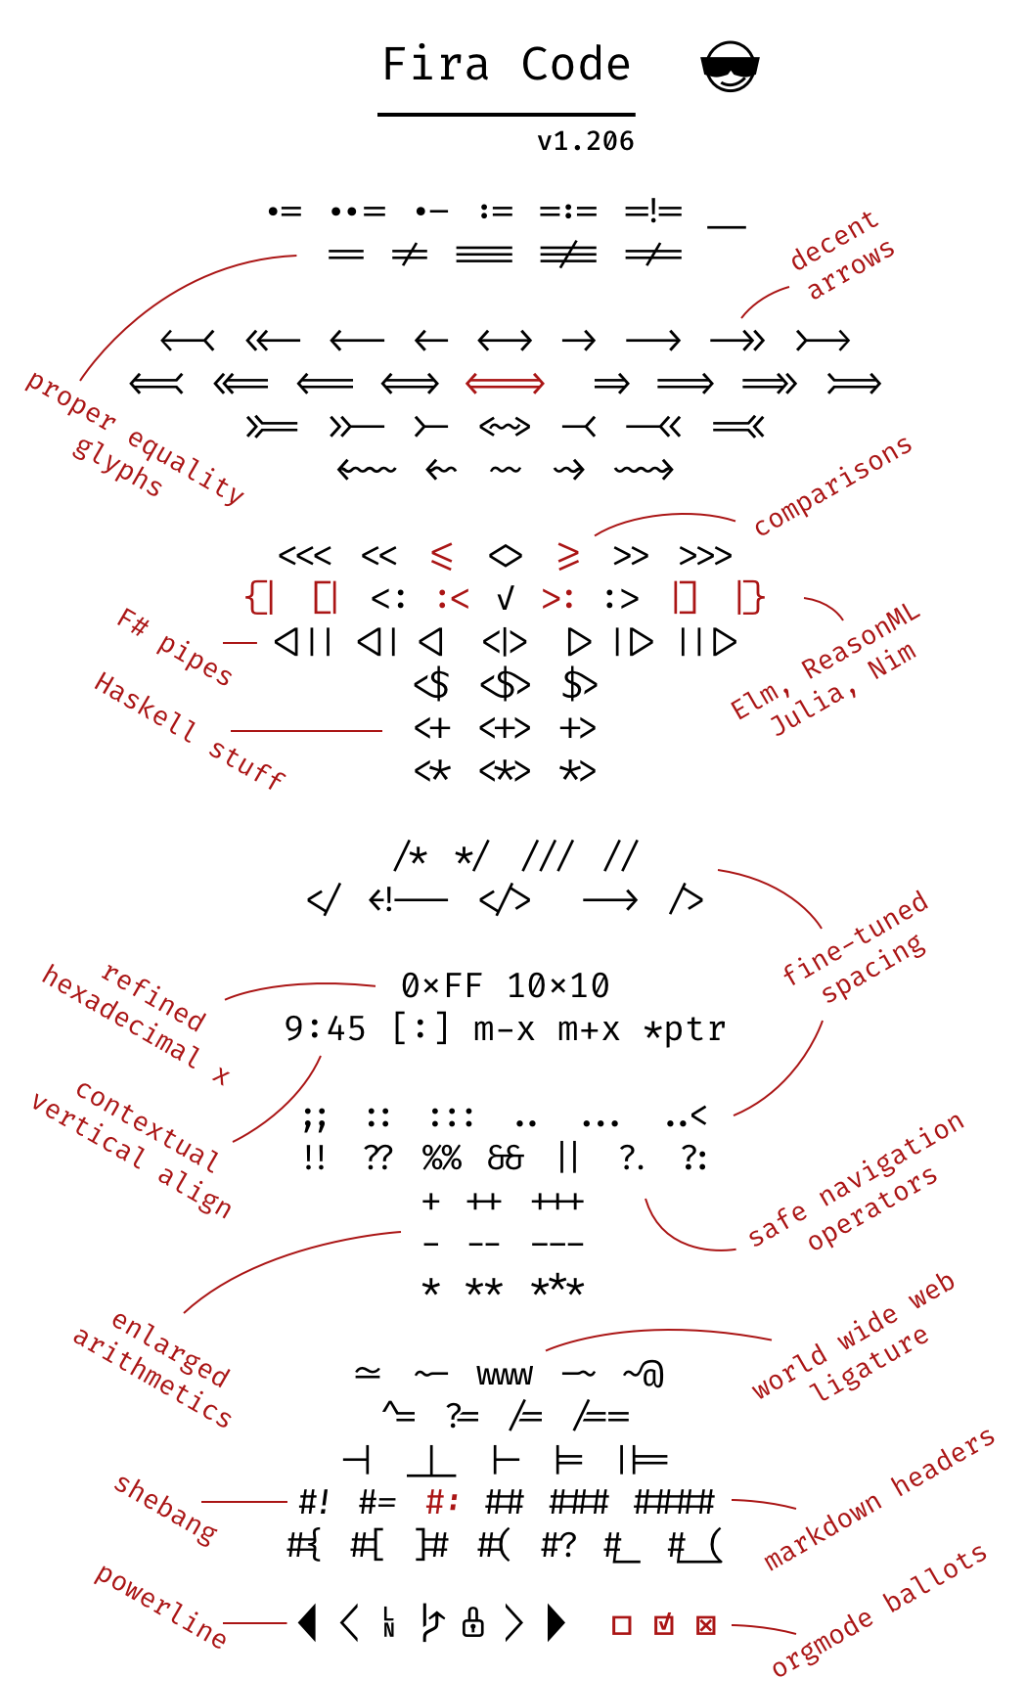 Fira Code 😎
v1.206
.= ..= .- := =:= =!= __
== != === !== =/=
decent
arrows
<-< <<- <-- <- <-> -> --> ->> >->
<=< <<= <== <=> <==> => ==> =>> >=>
>>= >>- >- <~> -< -<< =<<
<~~ <~ ~~ ~> ~~>
proper equality
glyphs
comparisons
<<< << <= <> >= >> >>>
{| [| <: :< √ >: :> |] |}
<|| <| <| <|> |> |> ||>
<$ <$> $>
<+ <+> +>
<* <*> *>
F# pipes
Haskell stuff
Elm, ReasonML
Julia, Nim
/* */ /// //
</ <!-- </> --> />
fine-tuned
spacing
refined
hexadecimal x
0×FF 10×10
9:45 [:] m-x m+x *ptr
contextual
vertical align
;; :: ::: .. ... ..<
!! ?? %% && || ?. ?:
+ ++ +++
- -- ---
* ** ***
safe navigation
operators
enlarged
arithmetics
world wide web
ligature
~= ~- www -~ ~@
^= ?= /= /==
-| _|_ |- |= ||=
#! #= #: ## ### ####
#{ #[ ]# #( #? #_ #_(
shebang
markdown headers
powerline
LN
☐ ☑ ☒
orgmode ballots